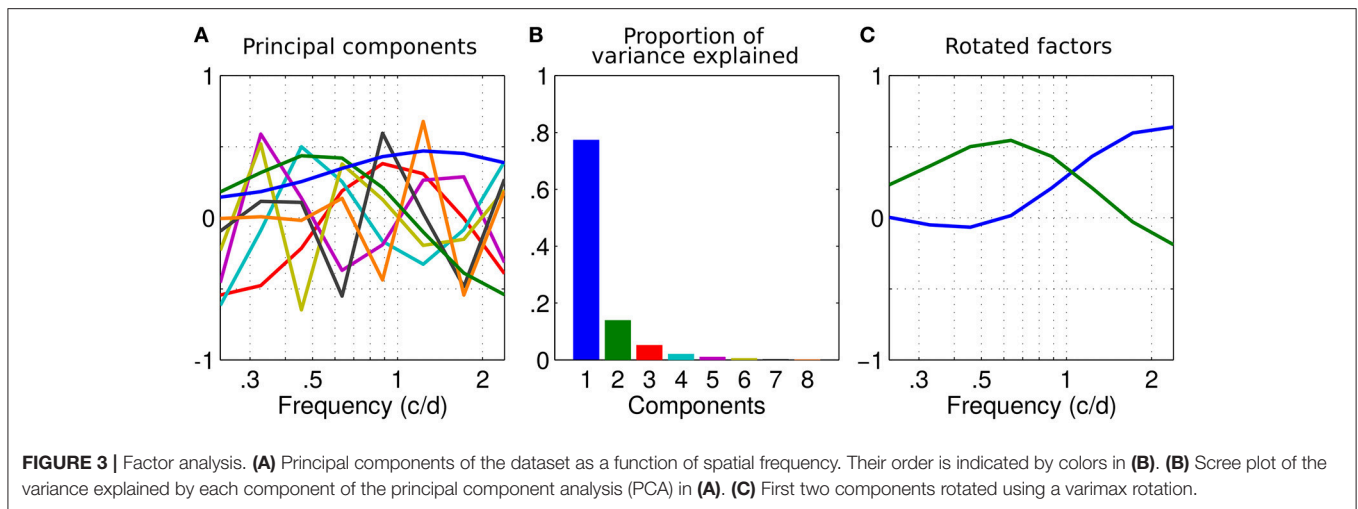 A
Principal components
1
0
-1
.3 .5 1 2
Frequency (c/d)
B
Proportion of
variance explained
1
.8
.6
.4
.2
0
1 2 3 4 5 6 7 8
Components
C
Rotated factors
1
0
−1
.3 .5 1 2
Frequency (c/d)
FIGURE 3 | Factor analysis. (A) Principal components of the dataset as a function of spatial frequency. Their order is indicated by colors in (B). (B) Scree plot of the
variance explained by each component of the principal component analysis (PCA) in (A). (C) First two components rotated using a varimax rotation.